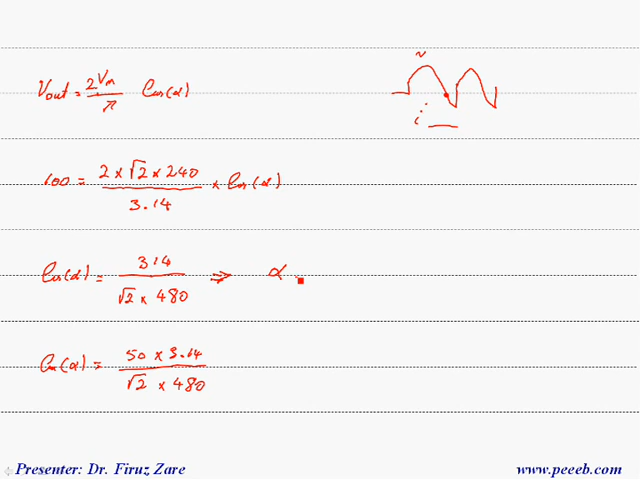 v
Vout = 2Vm / π Cos(α)
i
100 = 2 × √2 × 240 / 3.14 × Cos(α)
Cos(α) = 314 / √2 × 480 ⇒ α
Cos(α) = 50 × 3.14 / √2 × 480
Presenter: Dr. Firuz Zare www.peeeb.com